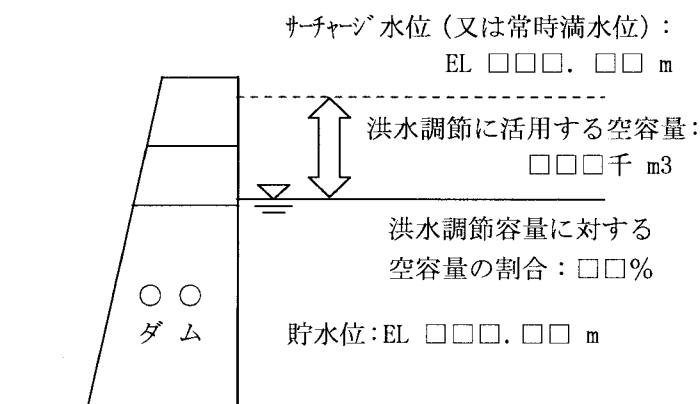 サーチャージ水位（又は常時満水位）：
EL □□□. □□ m
洪水調節に活用する空容量：
□□□千 m3
洪水調節容量に対する
空容量の割合：□□%
○ ○
ダ ム
貯水位：EL □□□. □□ m